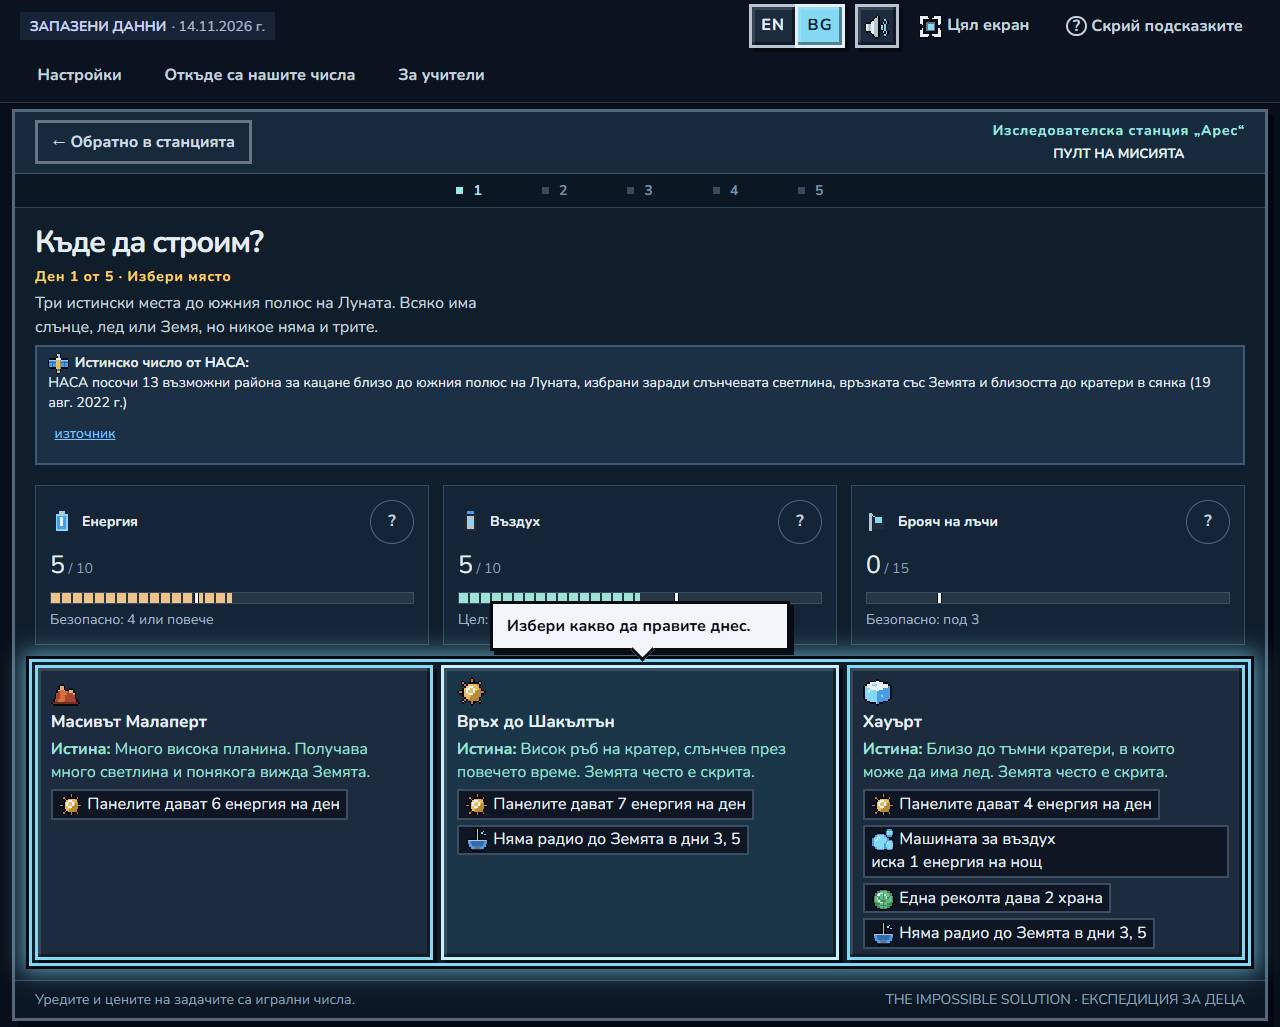 ЗАПАЗЕНИ ДАННИ · 14.11.2026 г.
EN
BG
Цял екран
? Скрий подсказките
Настройки
Откъде са нашите числа
За учители
← Обратно в станцията
Изследователска станция „Арес“
ПУЛТ НА МИСИЯТА
1
2
3
4
5
Къде да строим?
Ден 1 от 5 · Избери място
Три истински места до южния полюс на Луната. Всяко има
слънце, лед или Земя, но никое няма и трите.
Истинско число от НАСА:
НАСА посочи 13 възможни района за кацане близо до южния полюс на Луната, избрани заради слънчевата светлина, връзката със Земята и близостта до кратери в сянка (19
авг. 2022 г.)
източник
Енергия
?
5 / 10
Безопасно: 4 или повече
Въздух
?
5 / 10
Цел:
Брояч на лъчи
?
0 / 15
Безопасно: под 3
Избери какво да правите днес.
Масивът Малаперт
Истина: Много висока планина. Получава
много светлина и понякога вижда Земята.
Панелите дават 6 енергия на ден
Връх до Шакълтън
Истина: Висок ръб на кратер, слънчев през
повечето време. Земята често е скрита.
Панелите дават 7 енергия на ден
Няма радио до Земята в дни 3, 5
Хауърт
Истина: Близо до тъмни кратери, в които
може да има лед. Земята често е скрита.
Панелите дават 4 енергия на ден
Машината за въздух
иска 1 енергия на нощ
Една реколта дава 2 храна
Няма радио до Земята в дни 3, 5
Уредите и цените на задачите са игрални числа.
THE IMPOSSIBLE SOLUTION · ЕКСПЕДИЦИЯ ЗА ДЕЦА